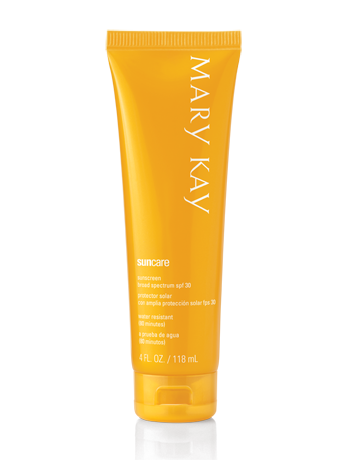 MARY KAY
suncare
sunscreen
broad spectrum spf 30
protector solar
con amplia protección solar fps 30
water resistant
(80 minutes)
a prueba de agua
(80 minutos)
4 FL. OZ. / 118 mL